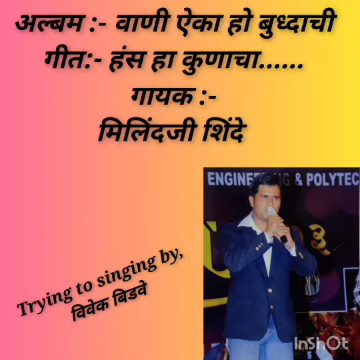 अल्बम :- वाणी ऐका हो बुध्दाची
गीत:- हंस हा कुणाचा......
गायक :-
मिलिंदजी शिंदे
ENGINEERING & POLYTEC
Trying to singing by,
विवेक बिडवे
InShOt